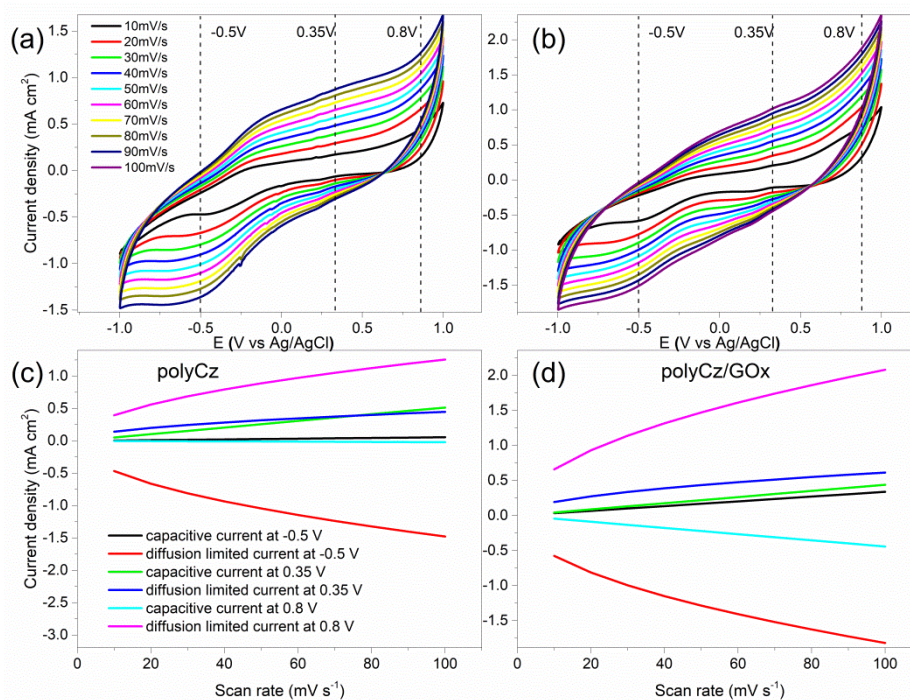 (a)
10mV/s
20mV/s
30mV/s
40mV/s
50mV/s
60mV/s
70mV/s
80mV/s
90mV/s
100mV/s
-0.5V
0.35V
0.8V
1.5
1.0
0.5
0.0
-0.5
-1.0
-1.5
Current density (mA cm²)
-1.0
-0.5
0.0
0.5
1.0
E (V vs Ag/AgCl)
(b)
-0.5V
0.35V
0.8V
2.0
1.5
1.0
0.5
0.0
-0.5
-1.0
-1.5
-1.0
-0.5
0.0
0.5
1.0
E (V vs Ag/AgCl)
(c)
polyCz
1.0
0.5
0.0
-0.5
-1.0
-1.5
-2.0
-2.5
-3.0
Current density (mA cm²)
capacitive current at -0.5 V
diffusion limited current at -0.5 V
capacitive current at 0.35 V
diffusion limited current at 0.35 V
capacitive current at 0.8 V
diffusion limited current at 0.8 V
0
20
40
60
80
100
Scan rate (mV s⁻¹)
(d)
polyCz/GOx
2.0
1.5
1.0
0.5
0.0
-0.5
-1.0
-1.5
0
20
40
60
80
100
Scan rate (mV s⁻¹)